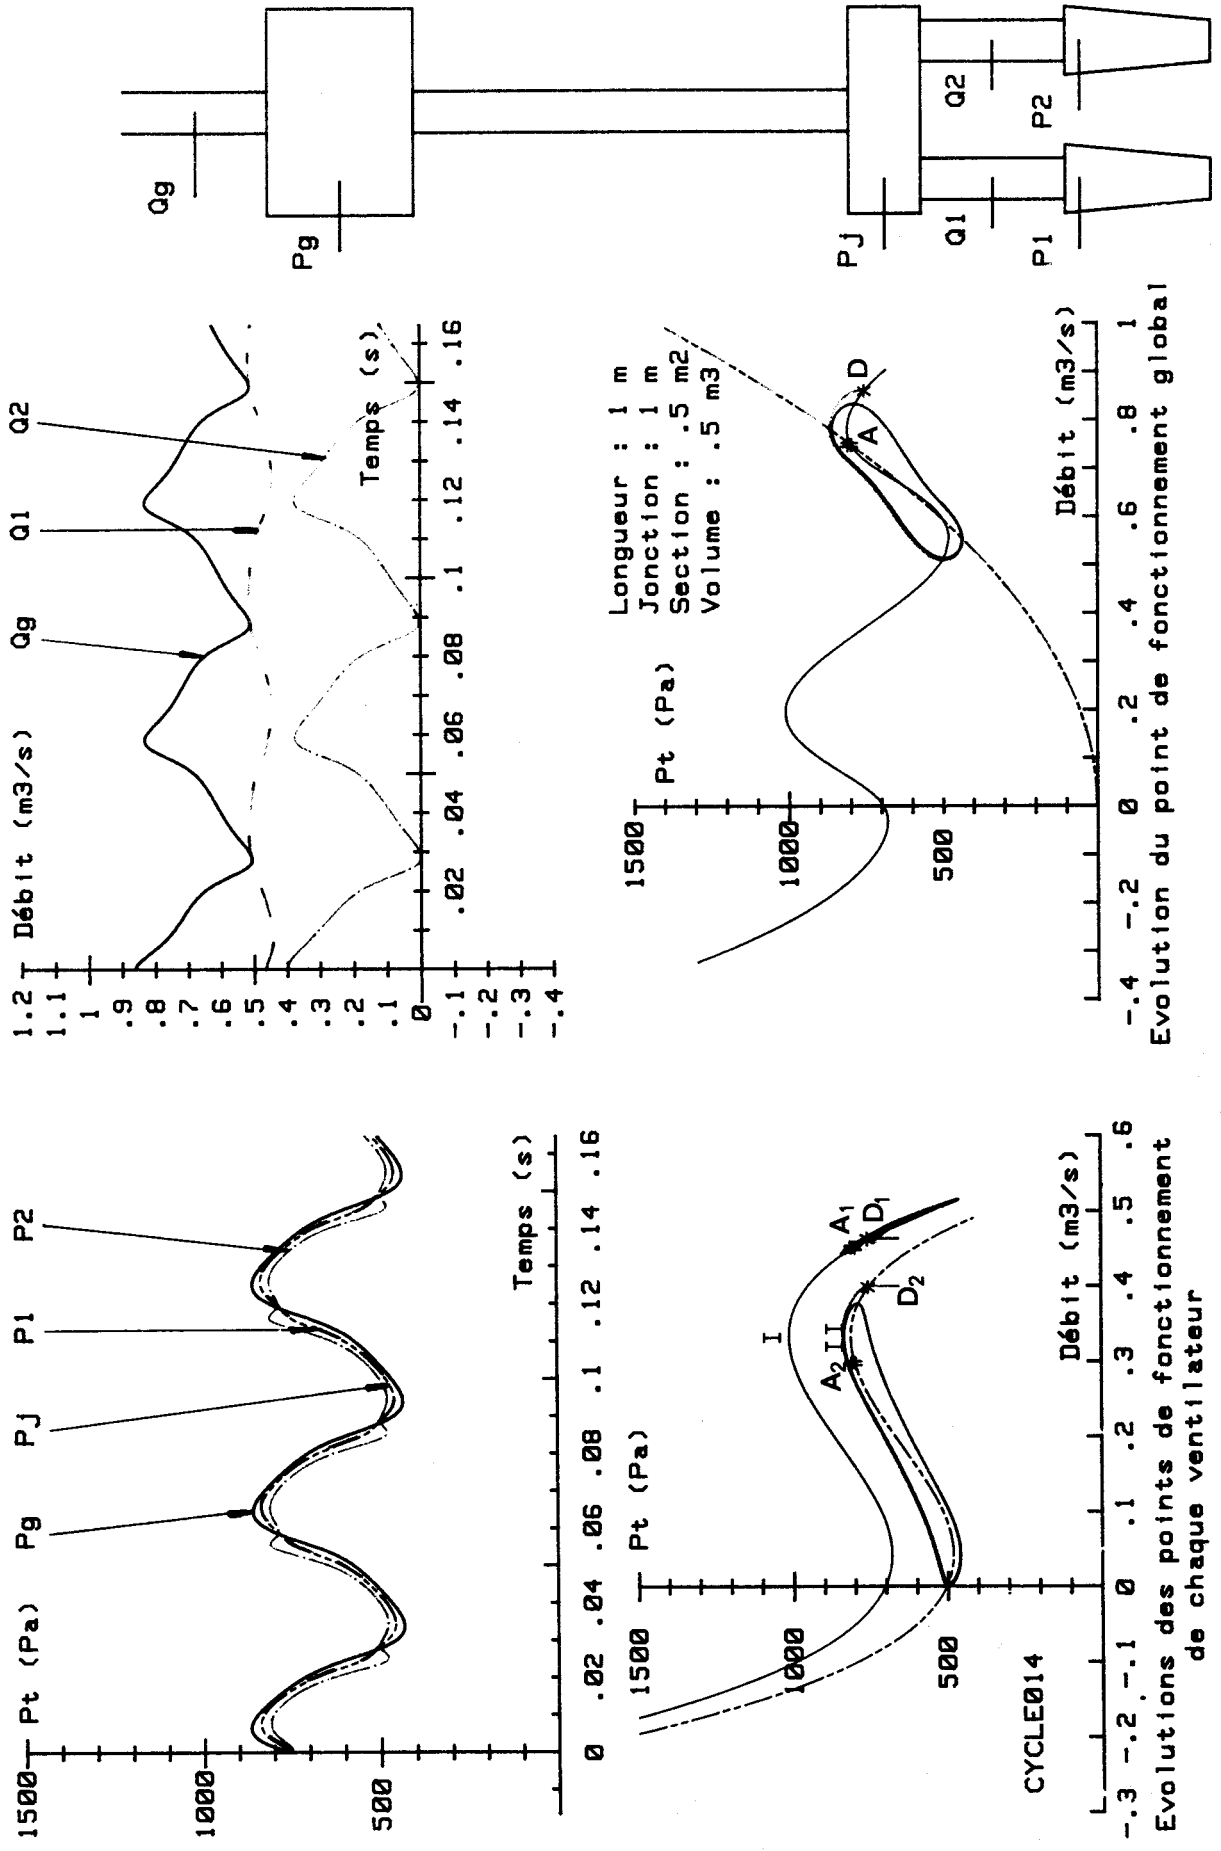 Pt (Pa)
1500
1000
500
Pg
Pj
P1
P2
0
.02
.04
.06
.08
.1
.12
.14
.16
Temps (s)
Débit (m3/s)
1.2
1.1
1
.9
.8
.7
.6
.5
.4
.3
.2
.1
0
-.1
-.2
-.3
-.4
Qg
Q1
Q2
.02
.04
.06
.08
.1
.12
.14
.16
Temps (s)
Qg
Pg
Pj
Q1
Q2
P1
P2
Pt (Pa)
1500
1000
500
I
II
A1
D1
A2
D2
CYCLE014
-.3
-.2
-.1
0
.1
.2
.3
.4
.5
.6
Débit (m3/s)
Evolutions des points de fonctionnement
de chaque ventilateur
Pt (Pa)
1500
1000
500
Longueur : 1 m
Jonction : 1 m
Section : .5 m2
Volume : .5 m3
A
D
-.4
-.2
0
.2
.4
.6
.8
1
Débit (m3/s)
Evolution du point de fonctionnement global